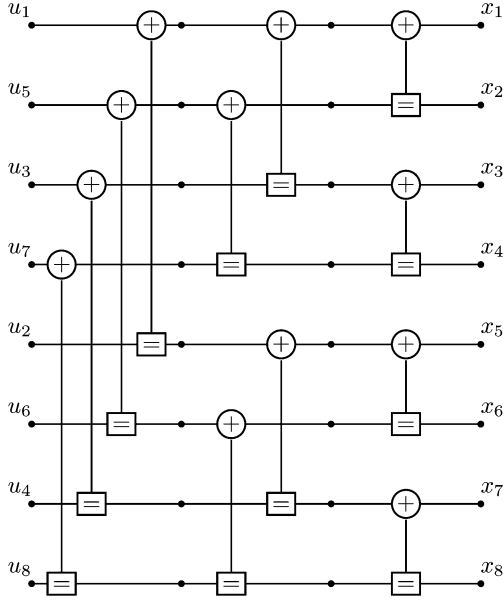 u₁ + + + x₁
u₅ + + = x₂
u₃ + = + x₃
u₇ + = = x₄
u₂ = + + x₅
u₆ = + = x₆
u₄ = = + x₇
u₈ = = = x₈